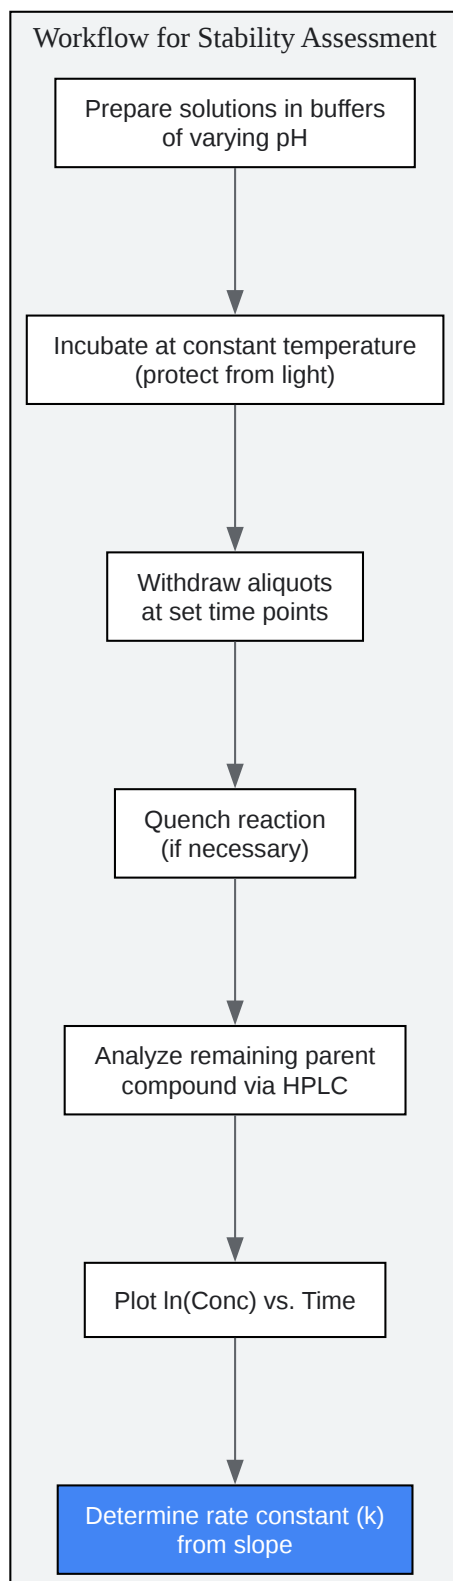 Workflow for Stability Assessment
Prepare solutions in buffers
of varying pH
Incubate at constant temperature
(protect from light)
Withdraw aliquots
at set time points
Quench reaction
(if necessary)
Analyze remaining parent
compound via HPLC
Plot ln(Conc) vs. Time
Determine rate constant (k)
from slope